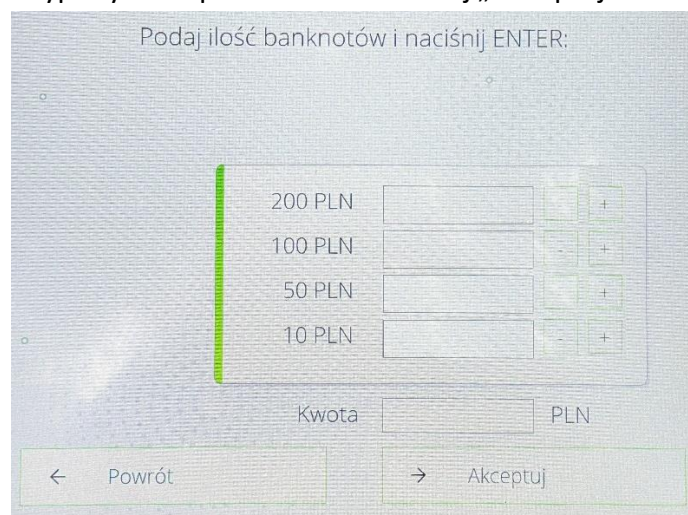 Podaj ilość banknotów i naciśnij ENTER:
200 PLN +
100 PLN - +
50 PLN +
10 PLN - +
Kwota PLN
← Powrót → Akceptuj